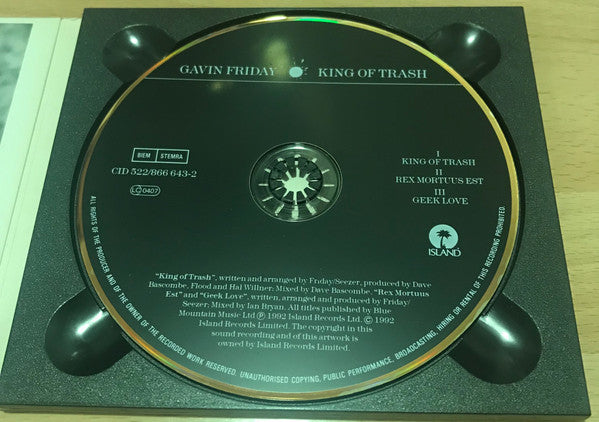 GAVIN FRIDAY KING OF TRASH
BIEM STEMRA
CID 522/866 643-2
LC 0407
I
KING OF TRASH
II
REX MORTUUS EST
III
GEEK LOVE
ISLAND
"King of Trash", written and arranged by Friday/Seezer, produced by Dave
Bascombe, Flood and Hal Willner: Mixed by Dave Bascombe. "Rex Mortuus
Est" and "Geek Love", written, arranged and produced by Friday/
Seezer: Mixed by Ian Bryan. All titles published by Blue
Mountain Music Ltd Ⓟ 1992 Island Records Ltd. © 1992
Island Records Limited. The copyright in this
sound recording and of this artwork is
owned by Island Records Limited.
ALL RIGHTS OF THE PRODUCER AND OF THE OWNER OF THE RECORDED WORK RESERVED. UNAUTHORISED COPYING, PUBLIC PERFORMANCE, BROADCASTING, HIRING OR RENTAL OF THIS RECORDING PROHIBITED.